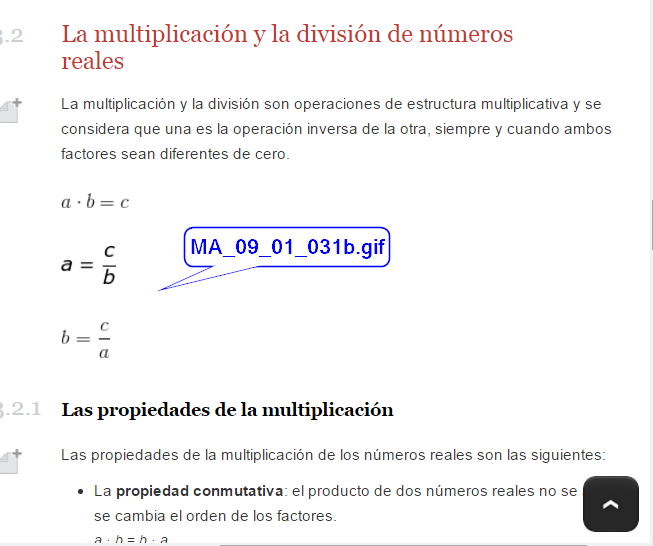 3.2 La multiplicación y la división de números
reales
La multiplicación y la división son operaciones de estructura multiplicativa y se
considera que una es la operación inversa de la otra, siempre y cuando ambos
factores sean diferentes de cero.
a · b = c
a = c/b
MA_09_01_031b.gif
b = c/a
3.2.1 Las propiedades de la multiplicación
Las propiedades de la multiplicación de los números reales son las siguientes:
• La propiedad conmutativa: el producto de dos números reales no se
se cambia el orden de los factores.
a · b = b · a